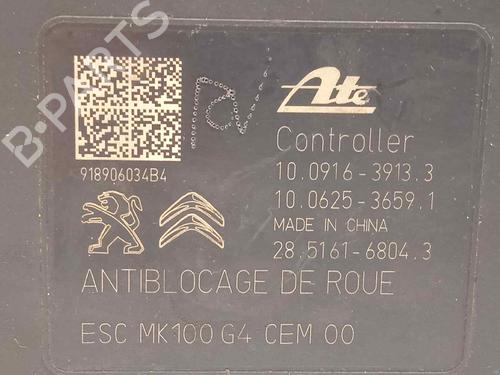 B-PARTS
Ate
918906034B4
Controller
10.0916-3913.3
10.0625-3659.1
MADE IN CHINA
28.5161-6804.3
ANTIBLOCAGE DE ROUE
ESC MK100 G4 CEM 00